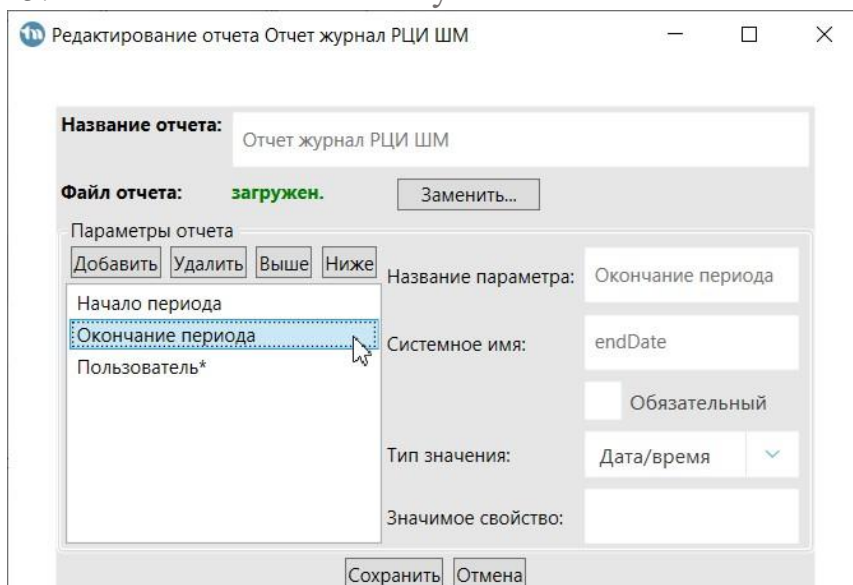 Редактирование отчета Отчет журнал РЦИ ШМ
Название отчета: Отчет журнал РЦИ ШМ
Файл отчета: загружен. Заменить...
Параметры отчета
Добавить Удалить Выше Ниже
Начало периода
Окончание периода
Пользователь*
Название параметра: Окончание периода
Системное имя: endDate
Обязательный
Тип значения: Дата/время
Значимое свойство:
Сохранить Отмена